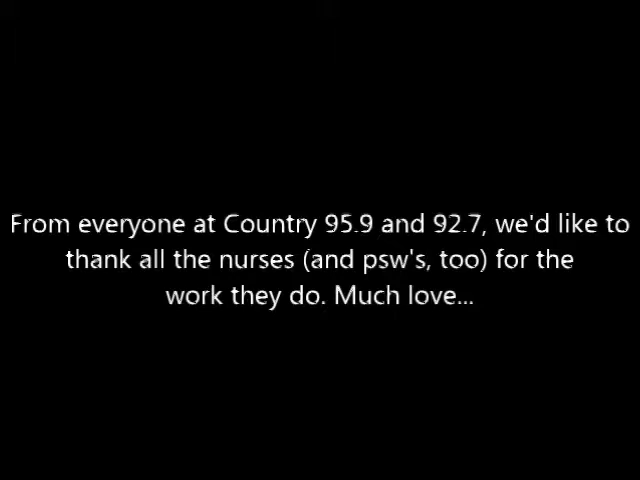 From everyone at Country 95.9 and 92.7, we'd like to
thank all the nurses (and psw's, too) for the
work they do. Much love...